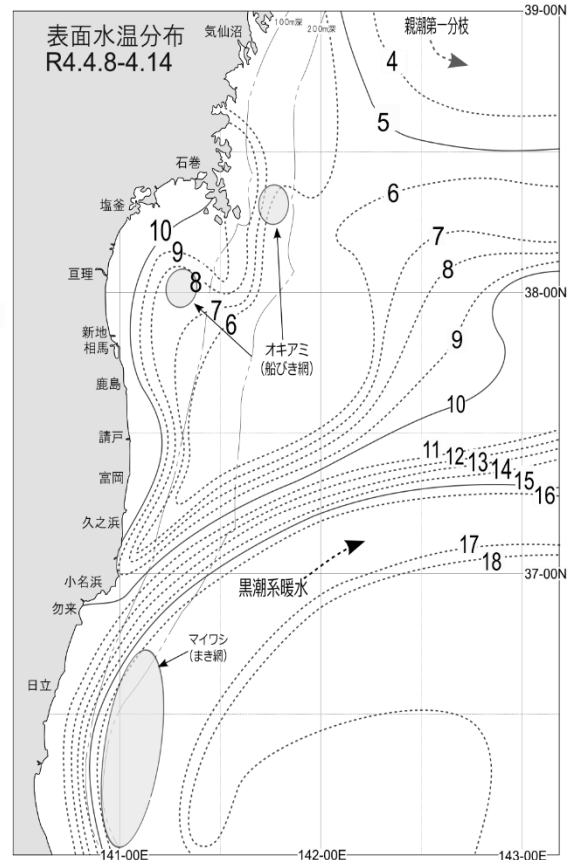 表面水温分布
R4.4.8-4.14
39-00N
気仙沼
100m深
200m深
親潮第一分枝
4
5
石巻
6
塩釜
10
9
8
7
6
7
8
9
10
亘理
38-00N
オキアミ
(船びき網)
新地
相馬
鹿島
請戸
富岡
久之浜
11
12
13
14
15
16
17
18
黒潮系暖水
37-00N
小名浜
勿来
マイワシ
(まき網)
日立
141-00E
142-00E
143-00E